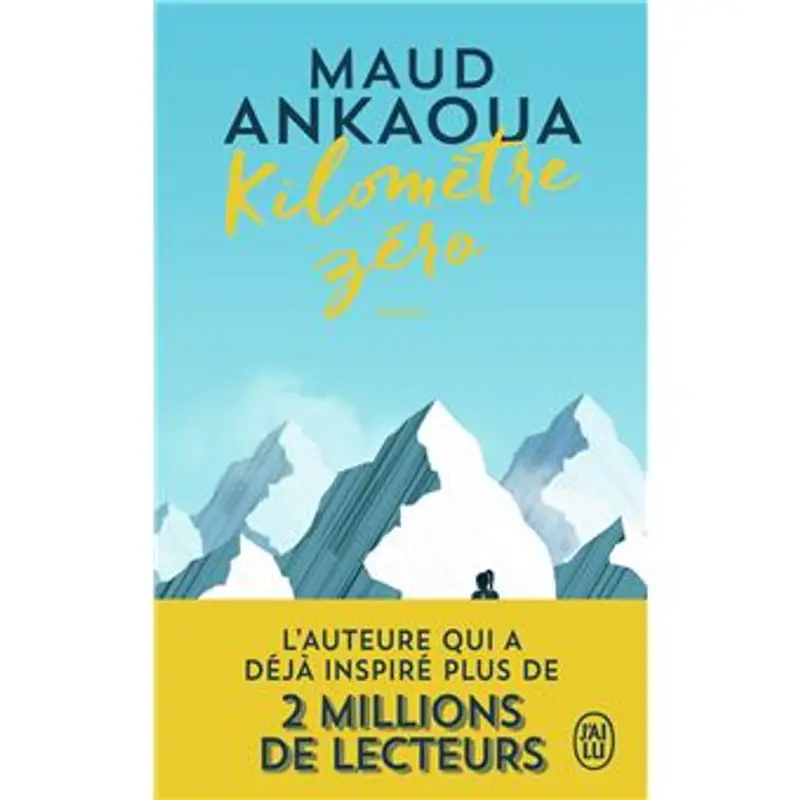 MAUD
ANKAOUA
Kilomètre
zéro
L'AUTEURE QUI A
DÉJÀ INSPIRÉ PLUS DE
2 MILLIONS
DE LECTEURS
J'AI
LU